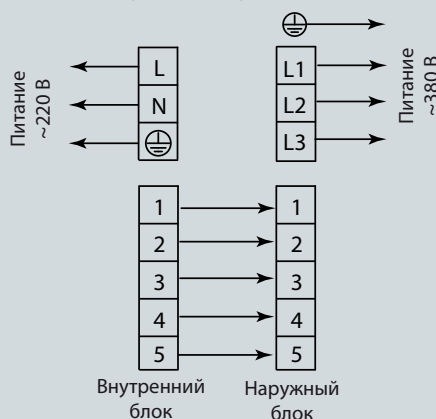 Питание
~220 В
L
N
L1
L2
L3
Питание
~380 В
1
2
3
4
5
1
2
3
4
5
Внутренний
блок
Наружный
блок